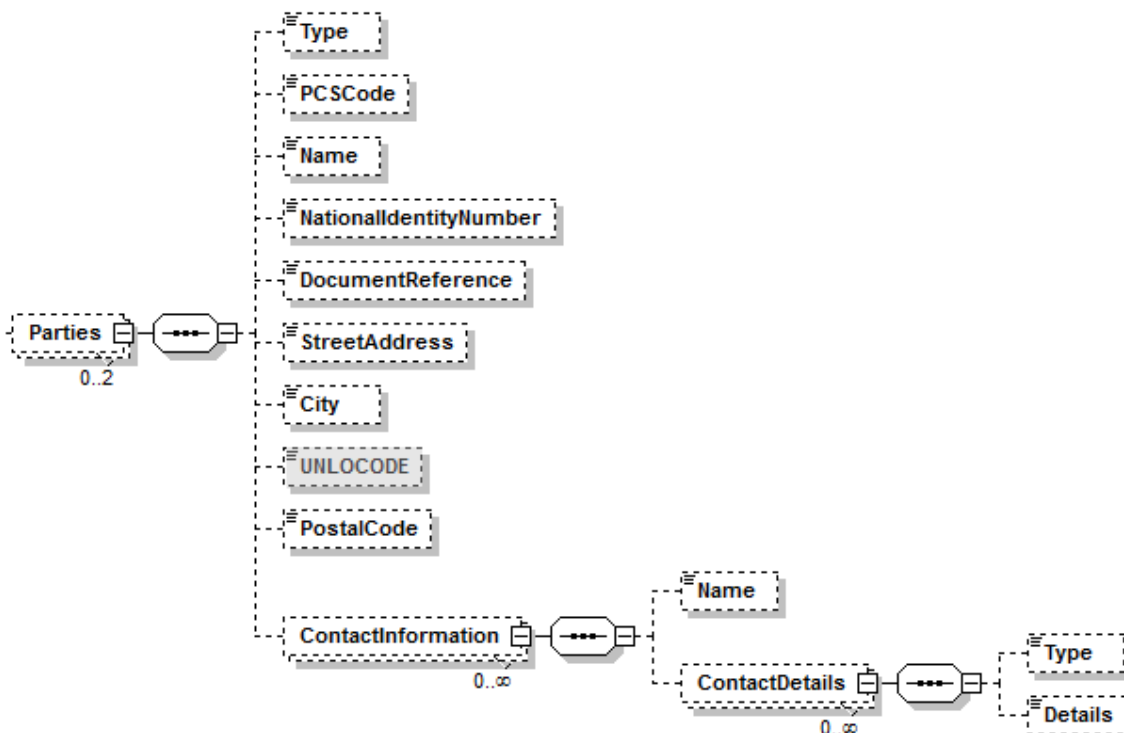 Type
PCSCode
Name
NationalIdentityNumber
DocumentReference
Parties
0..2
StreetAddress
City
UNLOCODE
PostalCode
ContactInformation
0..∞
Name
ContactDetails
0..∞
Type
Details